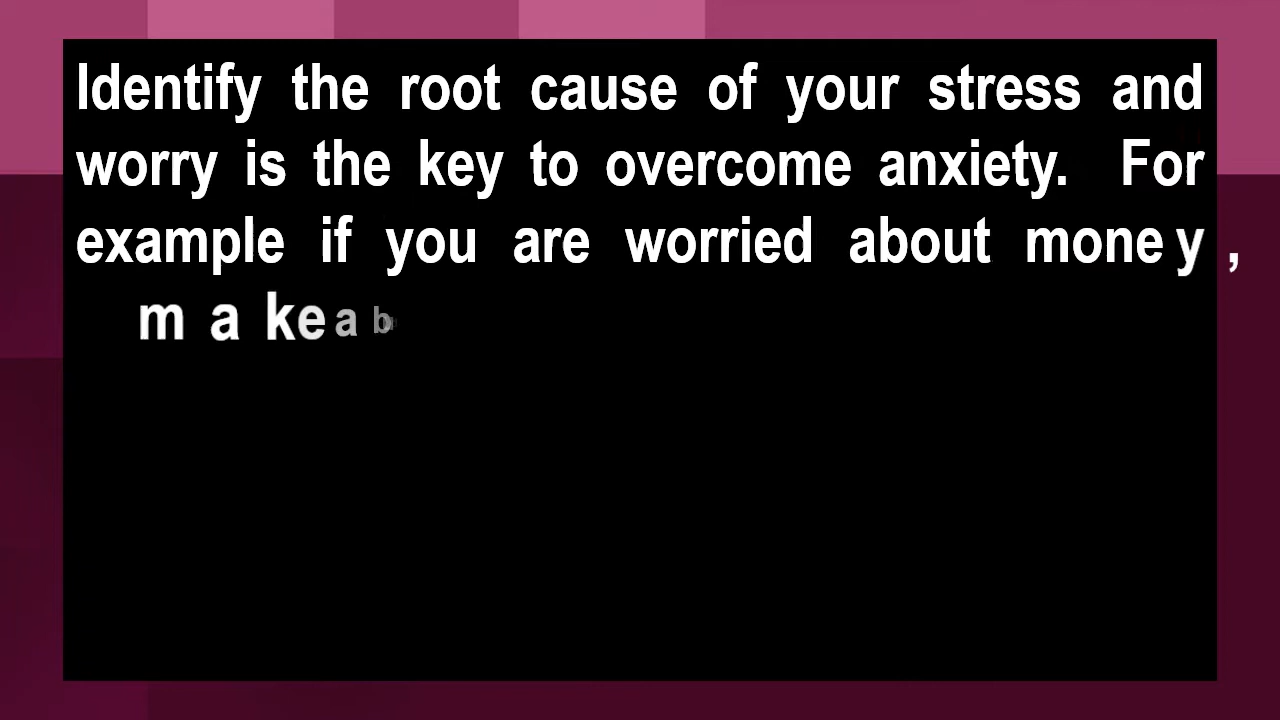 Identify the root cause of your stress and
worry is the key to overcome anxiety. For
example if you are worried about money,
make a